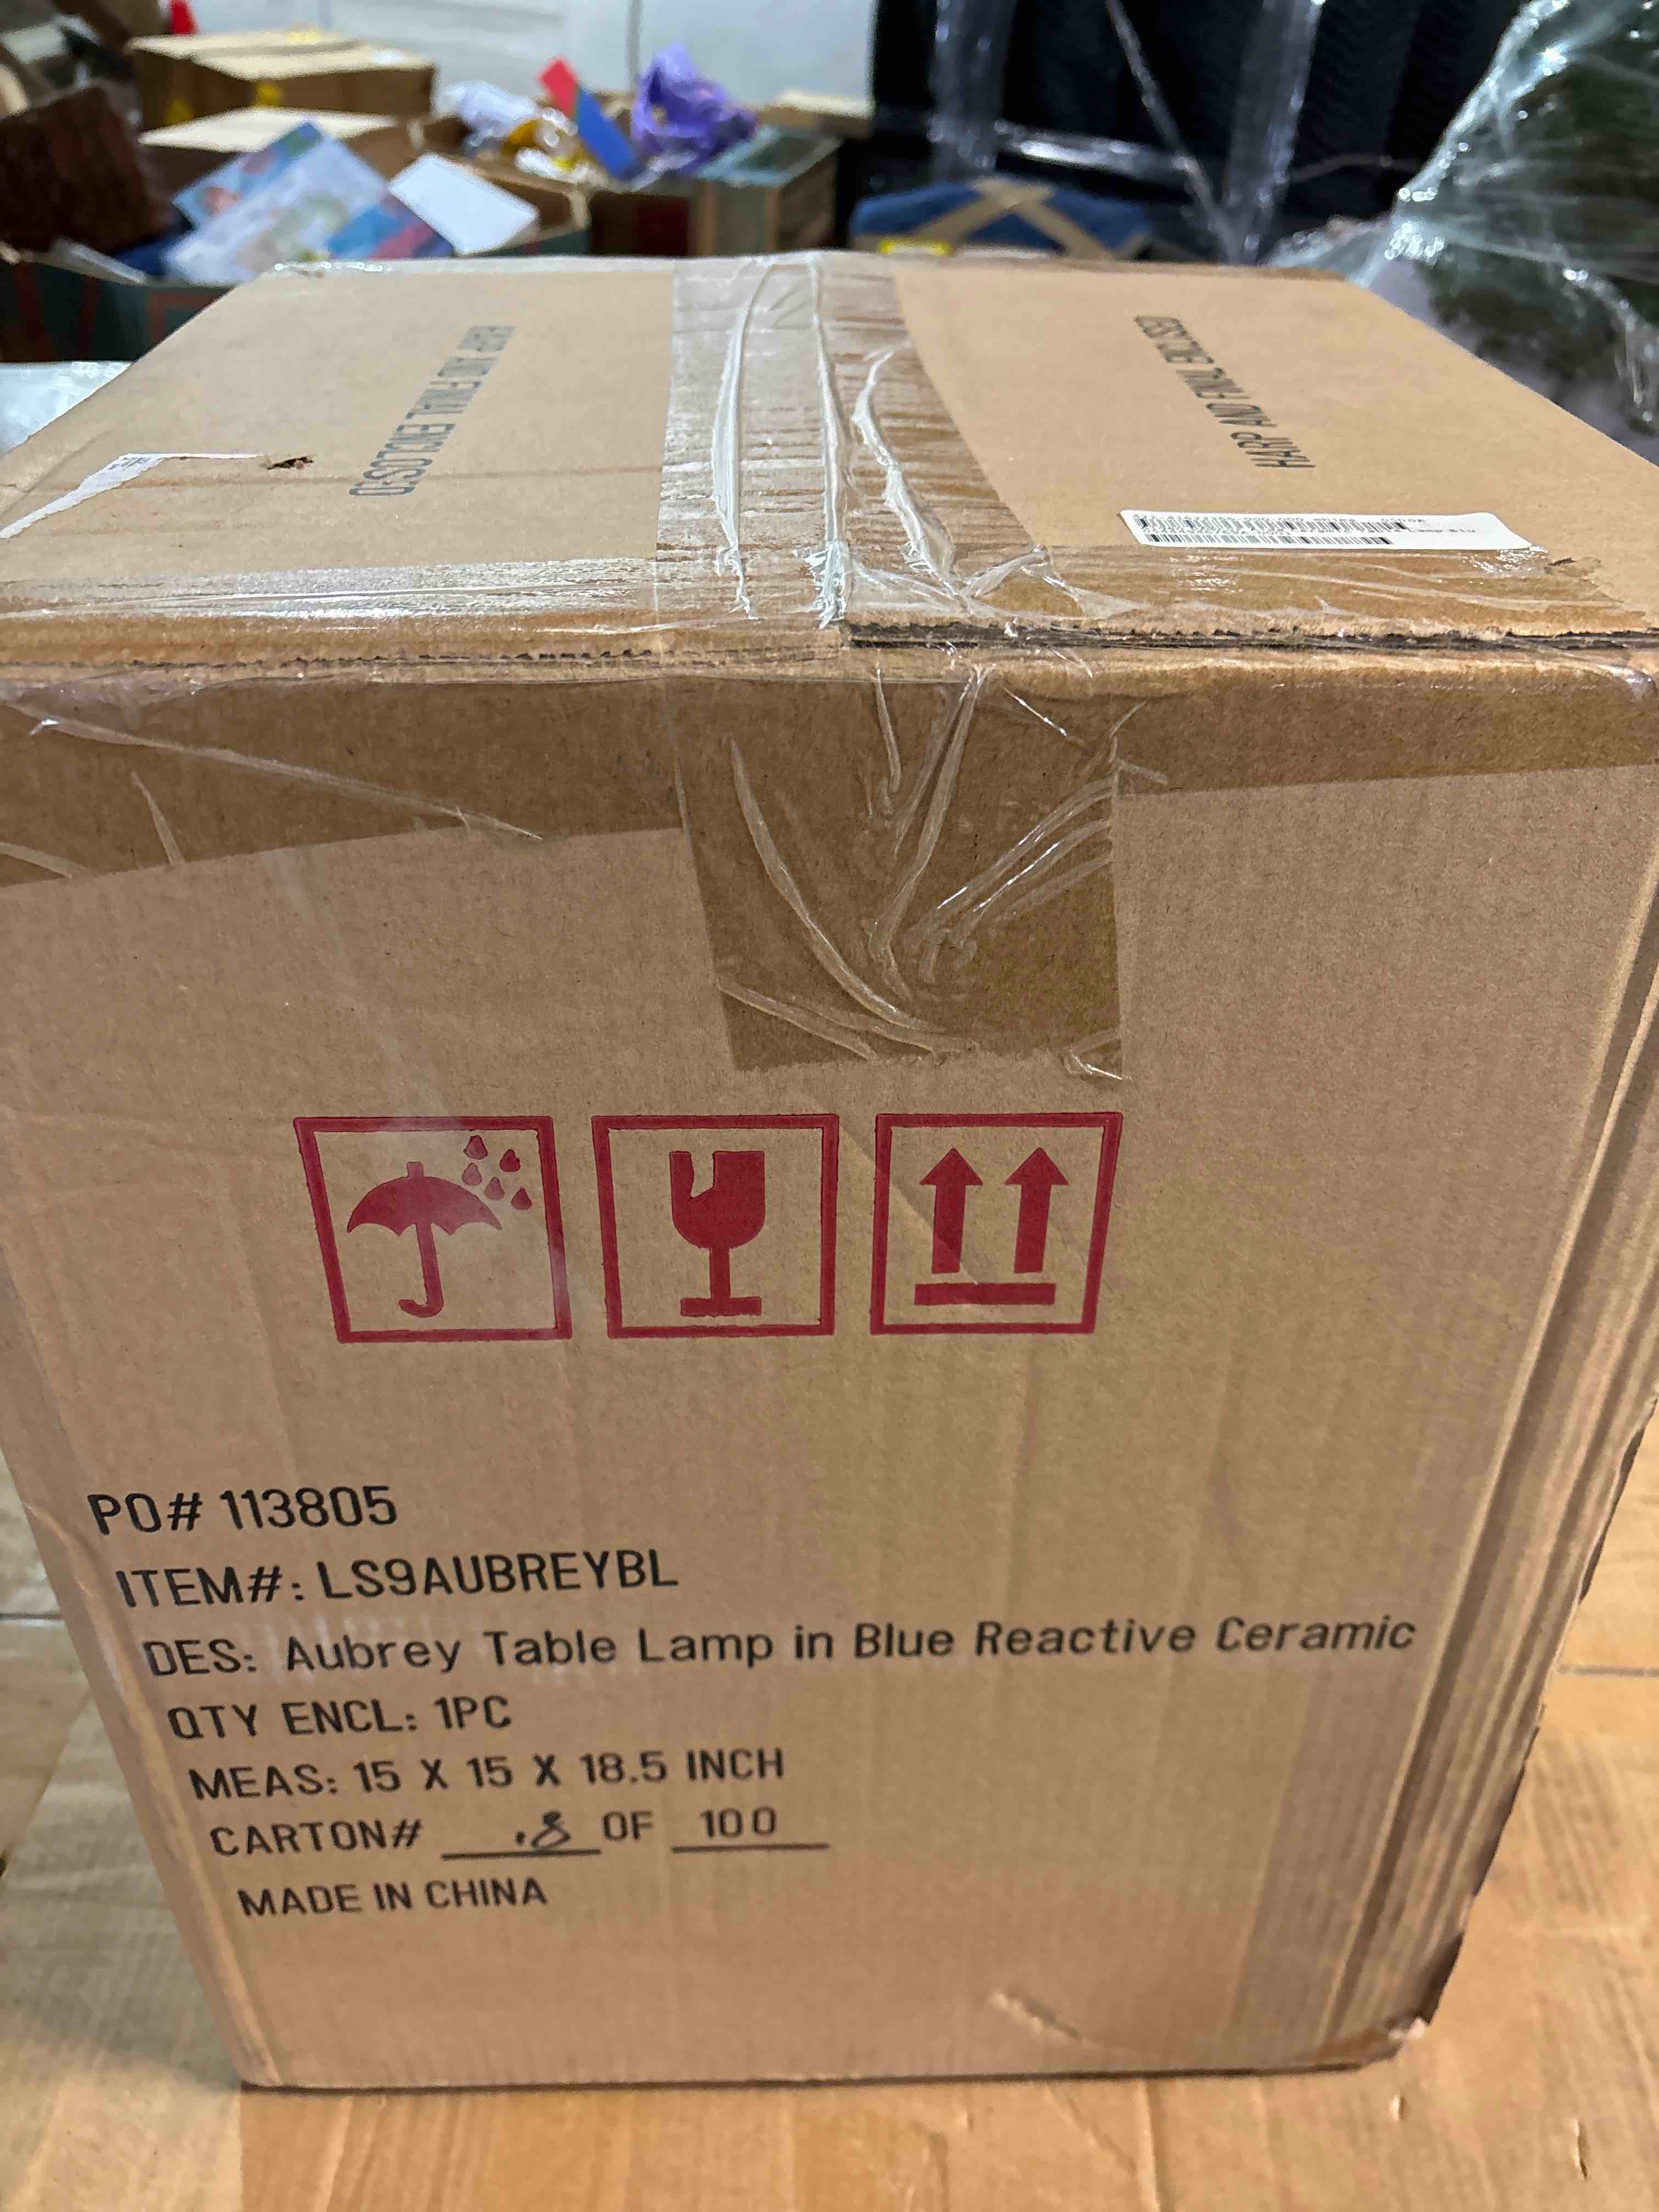 HARP AND FINIAL ENCLOSED
HARP AND FINIAL ENCLOSED
PO# 113805
ITEM#: LS9AUBREYBL
DES: Aubrey Table Lamp in Blue Reactive Ceramic
QTY ENCL: 1PC
MEAS: 15 X 15 X 18.5 INCH
CARTON# 8 OF 100
MADE IN CHINA